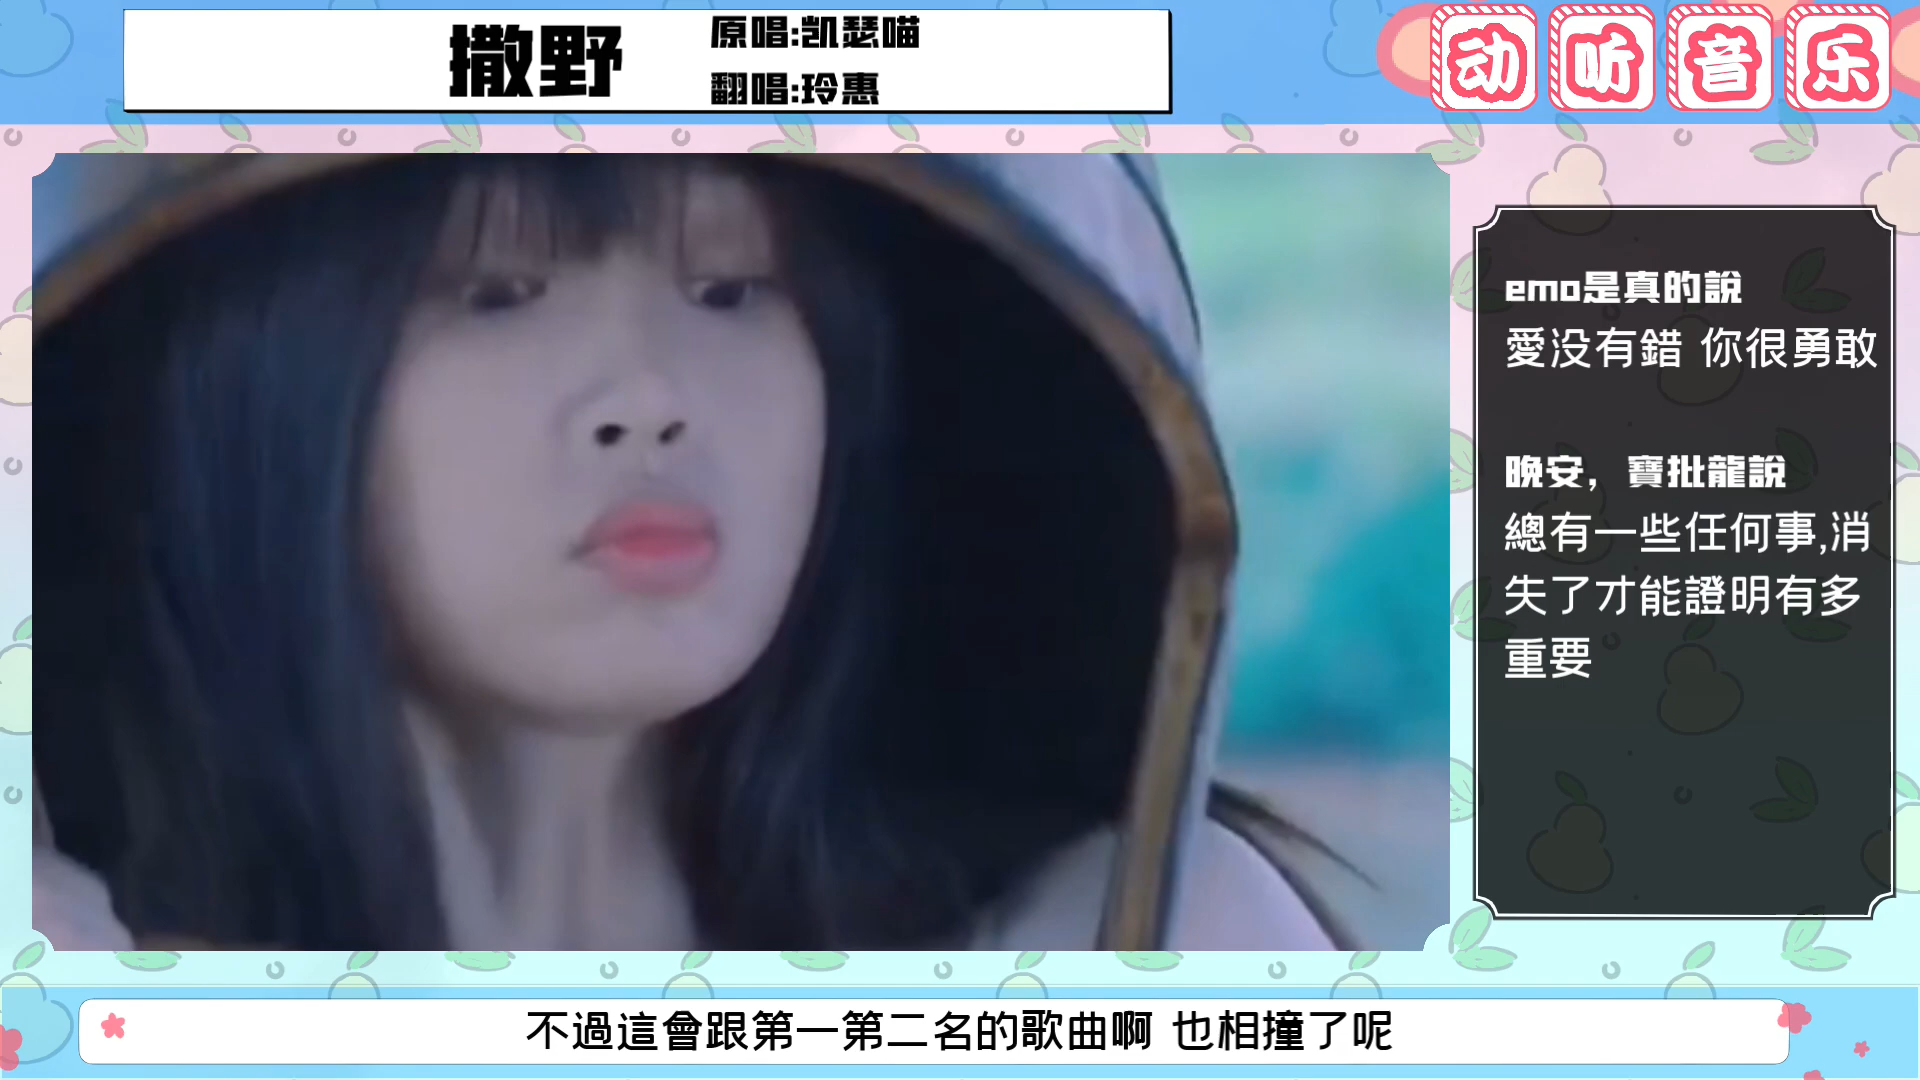 撒野
原唱:凯瑟喵
翻唱:玲惠
动听音乐
emo是真的說
愛没有錯 你很勇敢
晚安，寶批龍說
總有一些任何事,消
失了才能證明有多
重要
不過這會跟第一第二名的歌曲啊 也相撞了呢